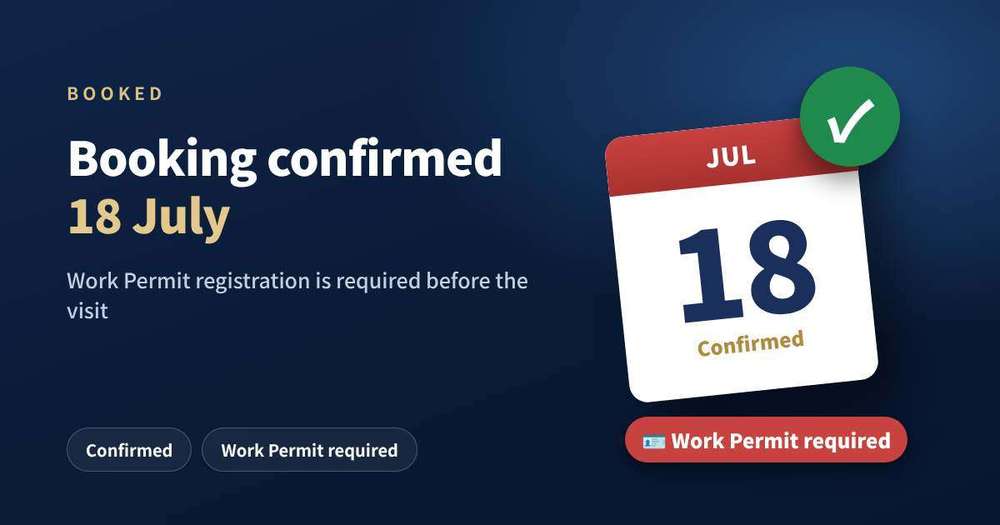 BOOKED
Booking confirmed
18 July
Work Permit registration is required before the
visit
Confirmed
Work Permit required
JUL
18
Confirmed
🪪 Work Permit required